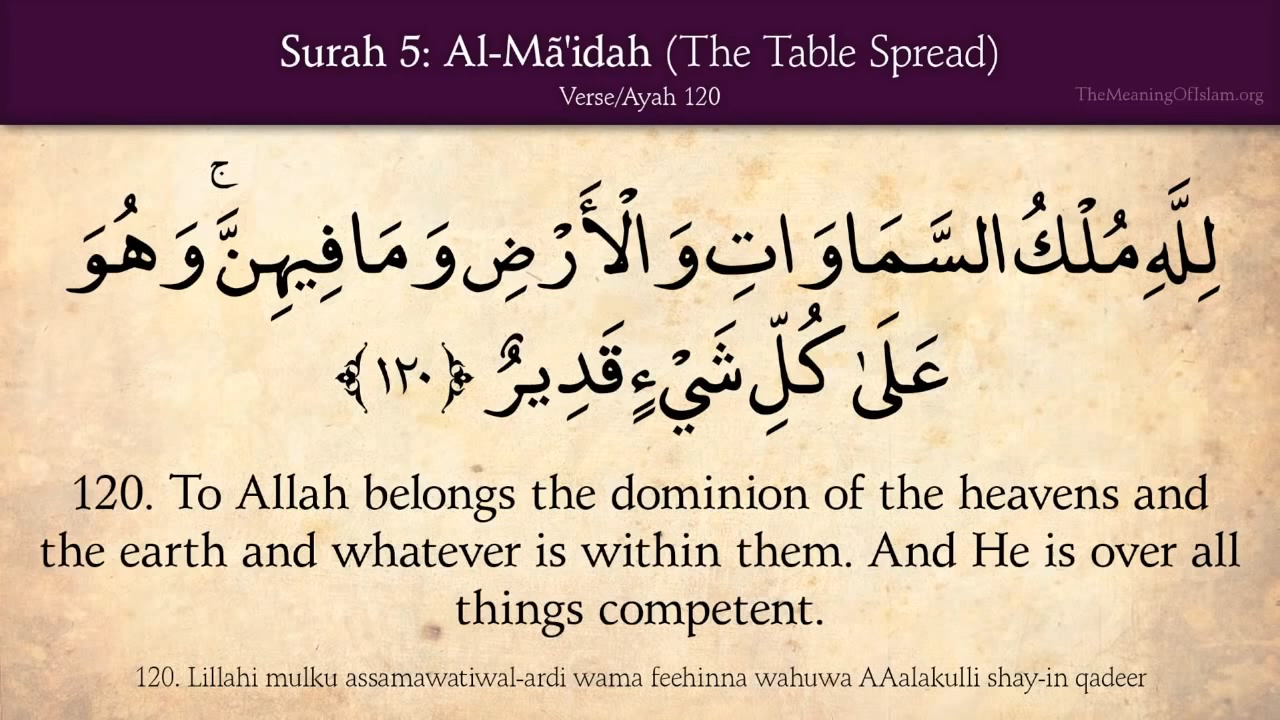 Surah 5: Al-Mã'idah (The Table Spread)
Verse/Ayah 120
TheMeaningOfIslam.org
لِلَّهِ مُلْكُ السَّمَاوَاتِ وَالْأَرْضِ وَمَا فِيهِنَّ ۚ وَهُوَ
عَلَىٰ كُلِّ شَيْءٍ قَدِيرٌ ﴿١٢٠﴾
120. To Allah belongs the dominion of the heavens and
the earth and whatever is within them. And He is over all
things competent.
120. Lillahi mulku assamawatiwal-ardi wama feehinna wahuwa AAalakulli shay-in qadeer